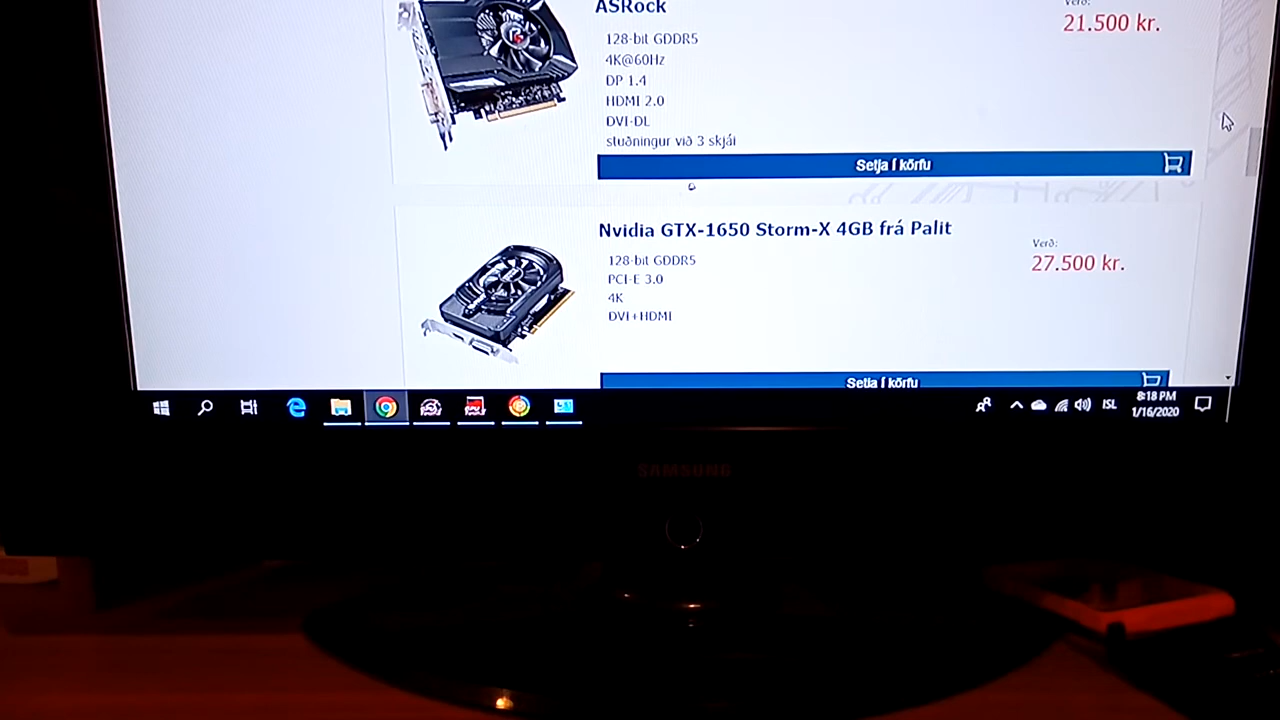 ASRock
Verð:
21.500 kr.
128-bit GDDR5
4K@60Hz
DP 1.4
HDMI 2.0
DVI-DL
stuðningur við 3 skjái
Setja í körfu
Nvidia GTX-1650 Storm-X 4GB frá Palit
Verð:
27.500 kr.
128-bit GDDR5
PCI-E 3.0
4K
DVI+HDMI
Setja í körfu
ISL
8:18 PM
1/16/2020
SAMSUNG